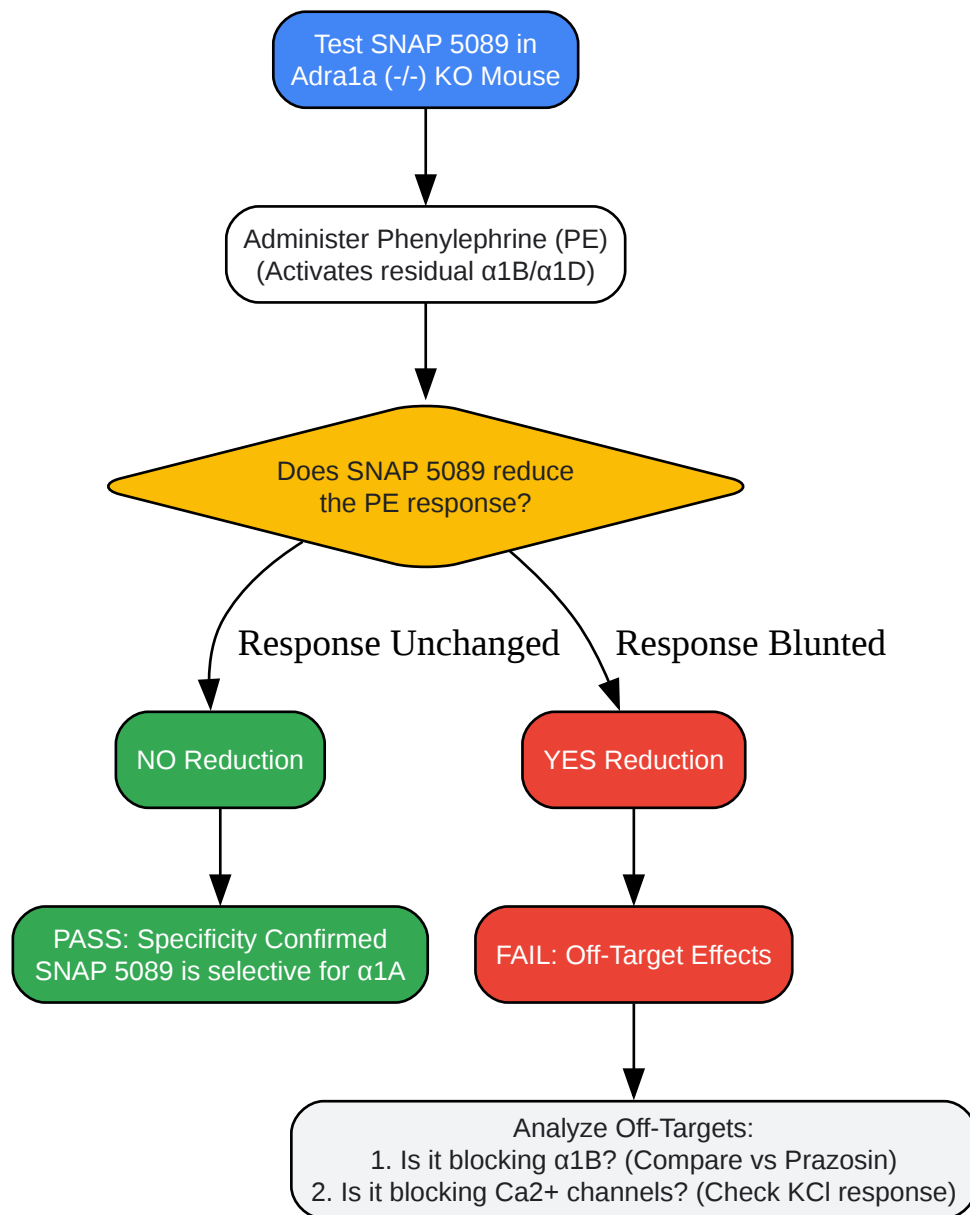 Test SNAP 5089 in
Adra1a (-/-) KO Mouse
Administer Phenylephrine (PE)
(Activates residual α1B/α1D)
Does SNAP 5089 reduce
the PE response?
Response Unchanged
Response Blunted
NO Reduction
YES Reduction
PASS: Specificity Confirmed
SNAP 5089 is selective for α1A
FAIL: Off-Target Effects
Analyze Off-Targets:
1. Is it blocking α1B? (Compare vs Prazosin)
2. Is it blocking Ca2+ channels? (Check KCl response)